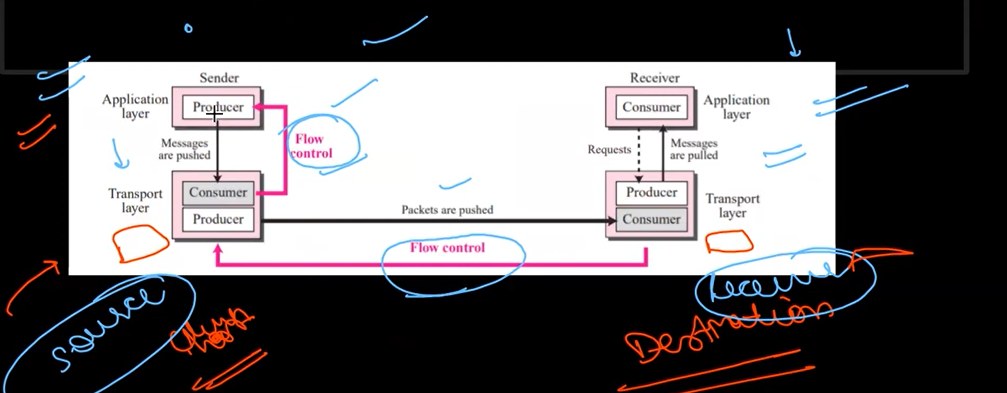 Sender
Receiver
Application
layer
Producer
Consumer
Application
layer
Messages
are pushed
Flow
control
Requests
Messages
are pulled
Transport
layer
Consumer
Producer
Packets are pushed
Producer
Consumer
Transport
layer
Flow control
Source
Destination